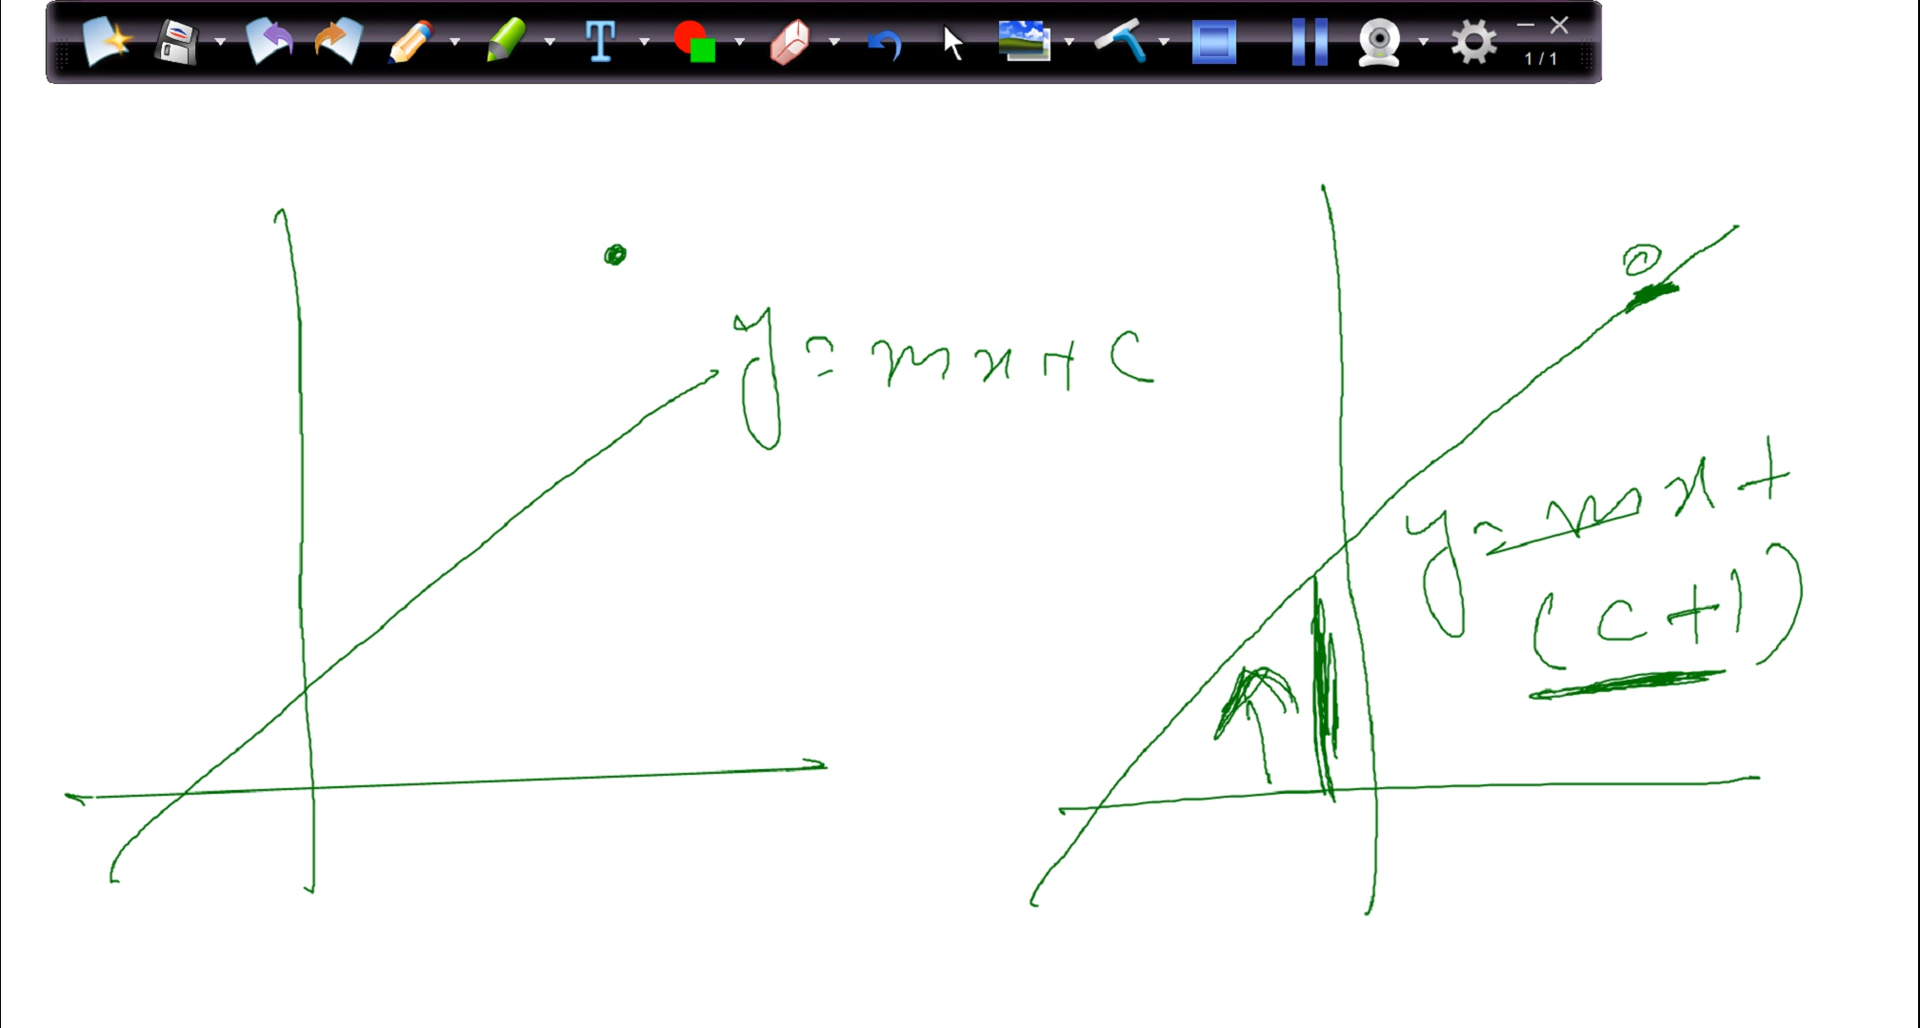 1/1
y = mx + c
y = mx +
(c+1)